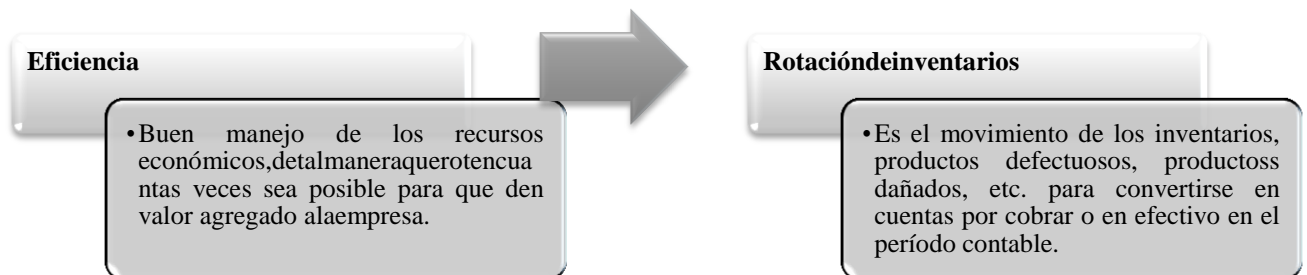 Eficiencia
•Buen manejo de los recursos
económicos,detalmaneraquerotencua
ntas veces sea posible para que den
valor agregado alaempresa.
Rotacióndeinventarios
•Es el movimiento de los inventarios,
productos defectuosos, productoss
dañados, etc. para convertirse en
cuentas por cobrar o en efectivo en el
período contable.